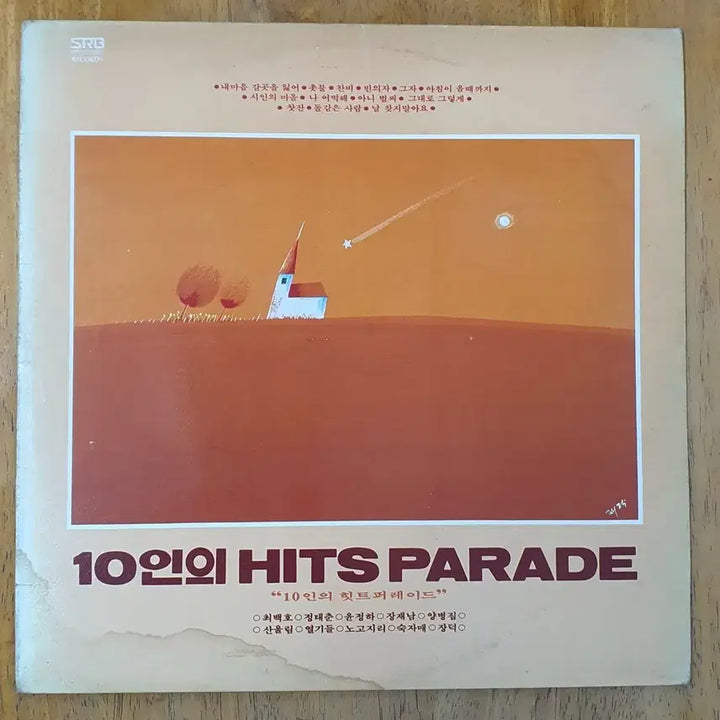 SRB
RECORDS
●내마음 갈곳을 잃어●촛불●찬비●빈의자●그자●아침이 올때까지●
●시인의 마음●나 어떡해●아니 벌써●그대로 그렇게●
●찻잔●돌같은 사람●날 찾지말아요●
10인의 HITS PARADE
“10인의 힛트퍼레이드”
○최백호○정태춘○윤정하○장재남○양병집○
○산울림○열기들○노고지리○숙자매○장덕○